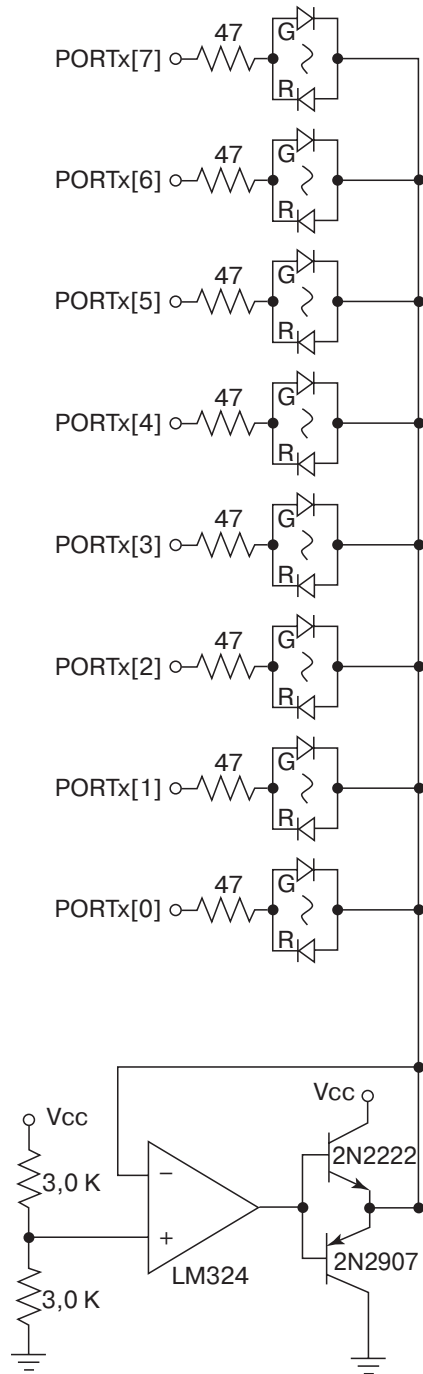 47
G
PORTx[7]
R
47
G
PORTx[6]
R
47
G
PORTx[5]
R
47
G
PORTx[4]
R
47
G
PORTx[3]
R
47
G
PORTx[2]
R
47
G
PORTx[1]
R
47
G
PORTx[0]
R
Vcc
Vcc
2N2222
3,0 K
−
+
LM324
2N2907
3,0 K